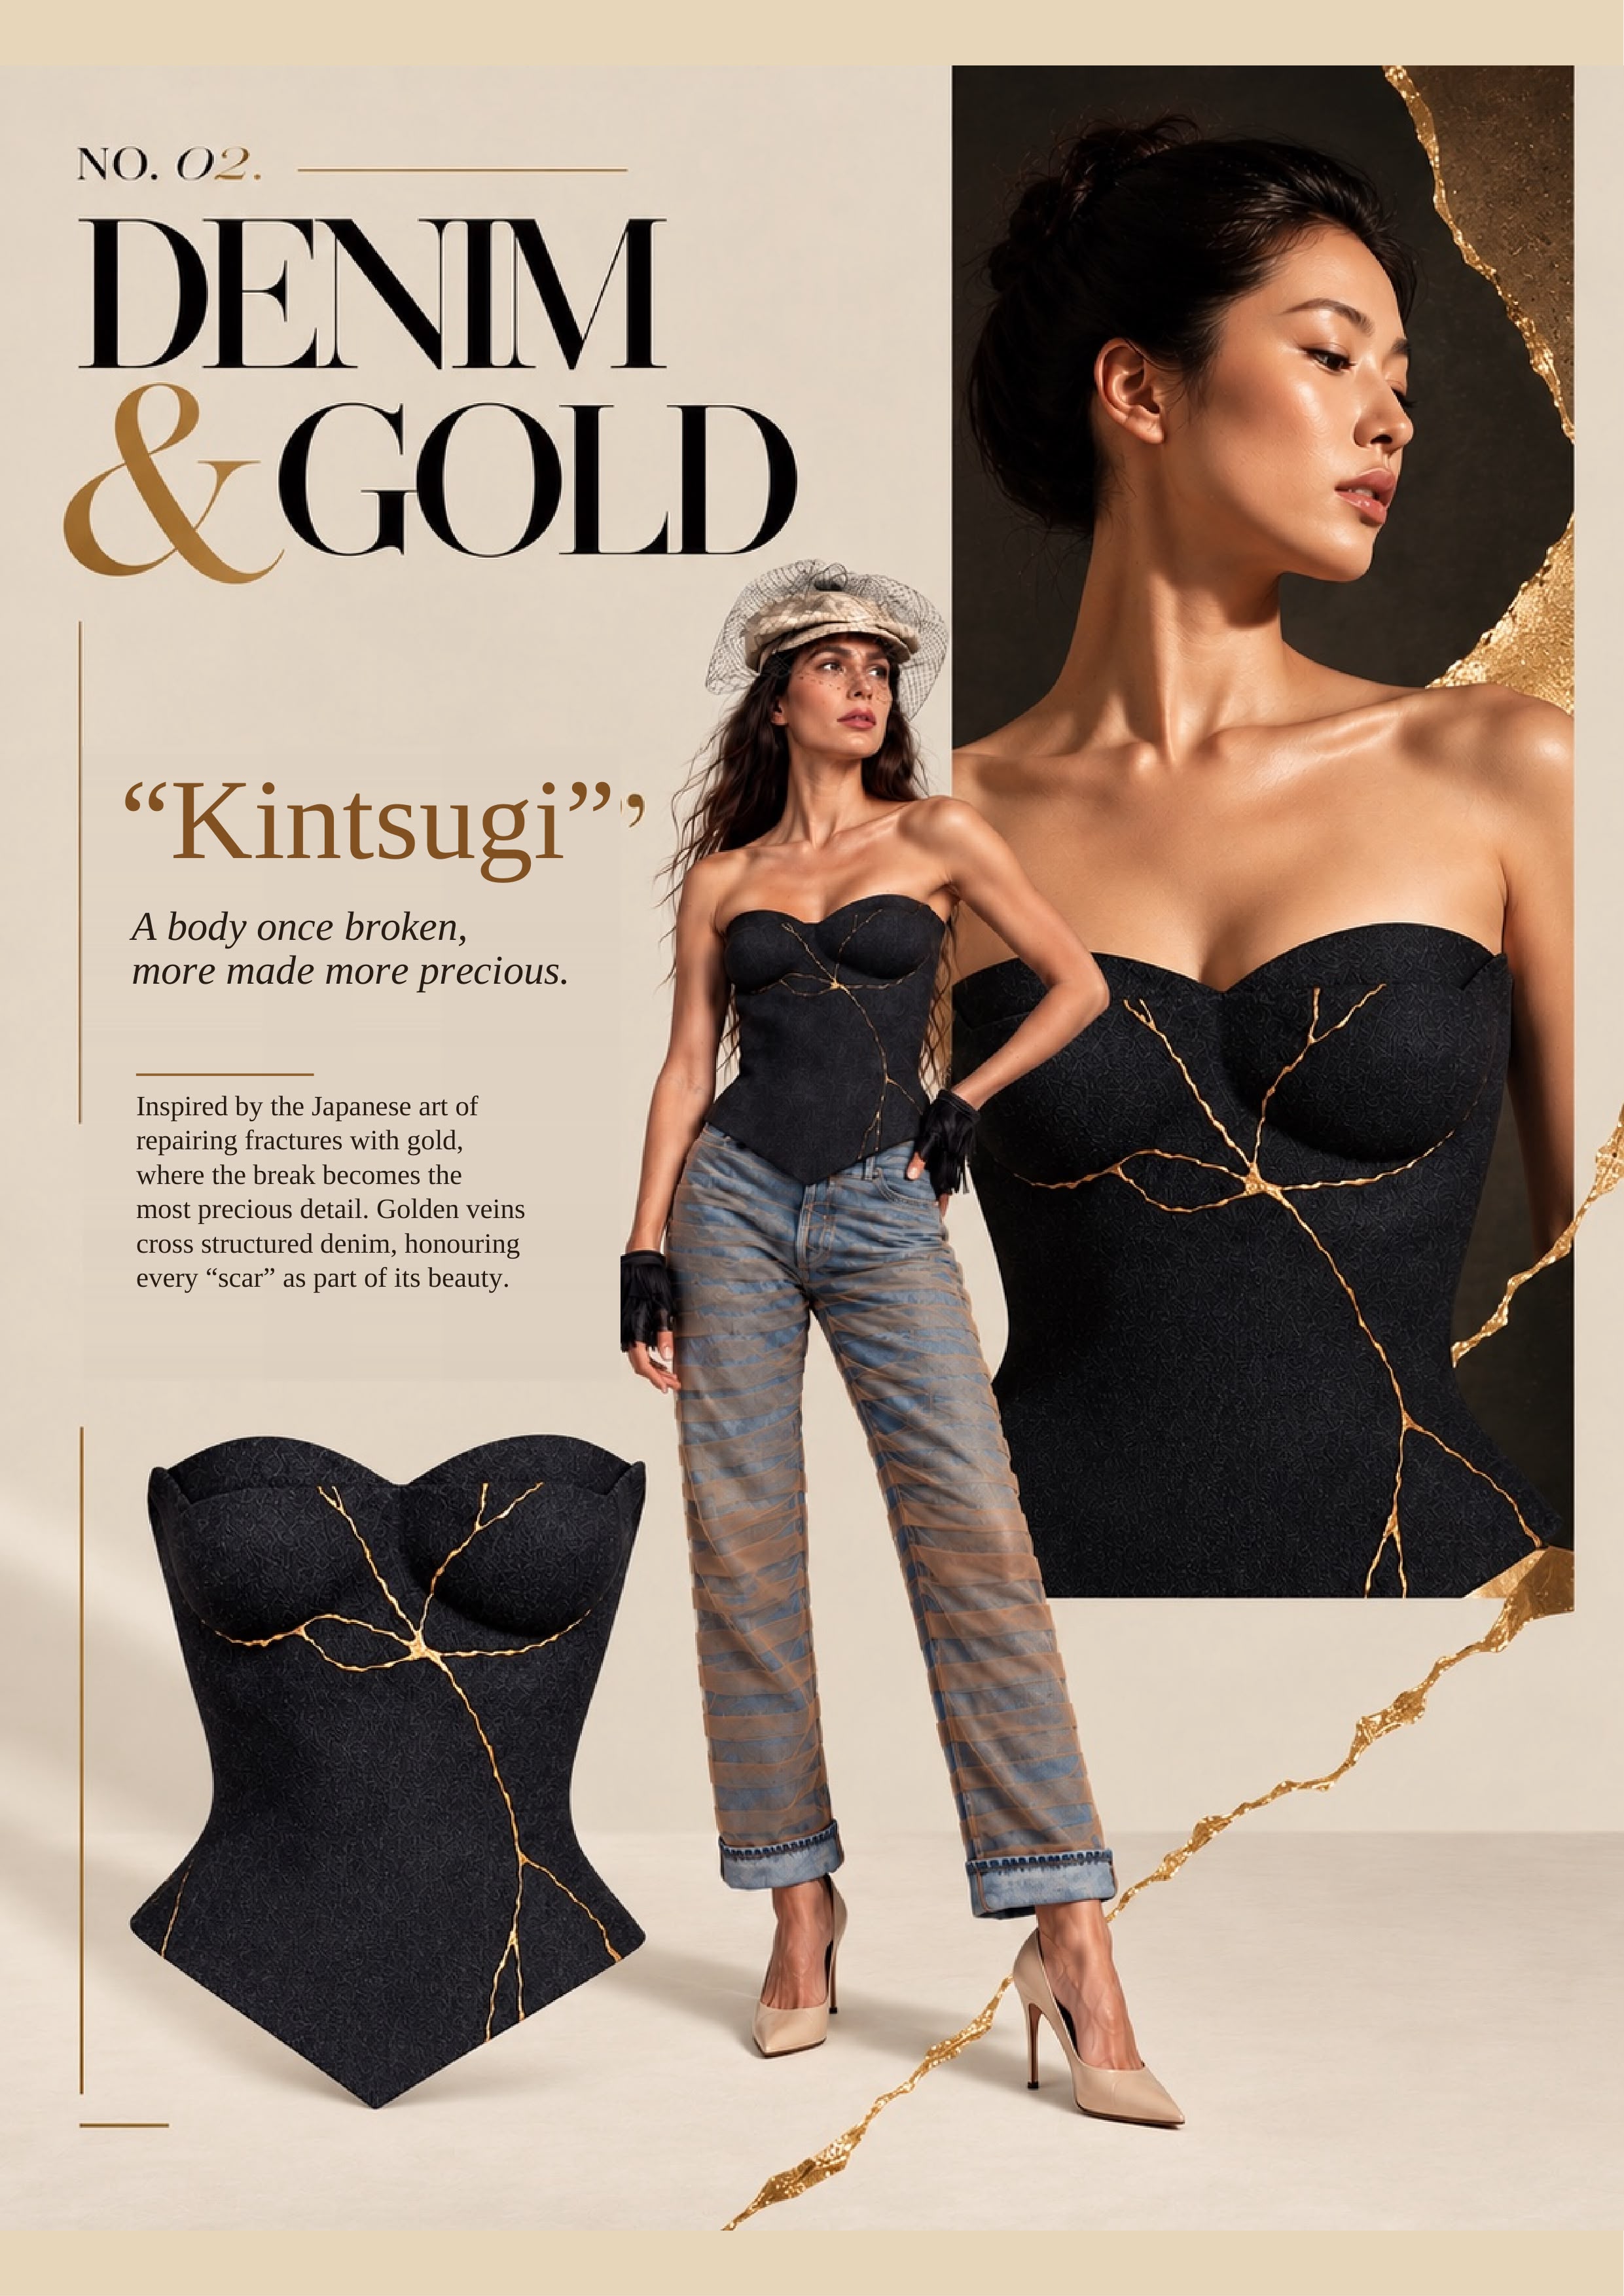 NO. 02.
DENIM
& GOLD
“Kintsugi”’
A body once broken,
more made more precious.
Inspired by the Japanese art of
repairing fractures with gold,
where the break becomes the
most precious detail. Golden veins
cross structured denim, honouring
every “scar” as part of its beauty.